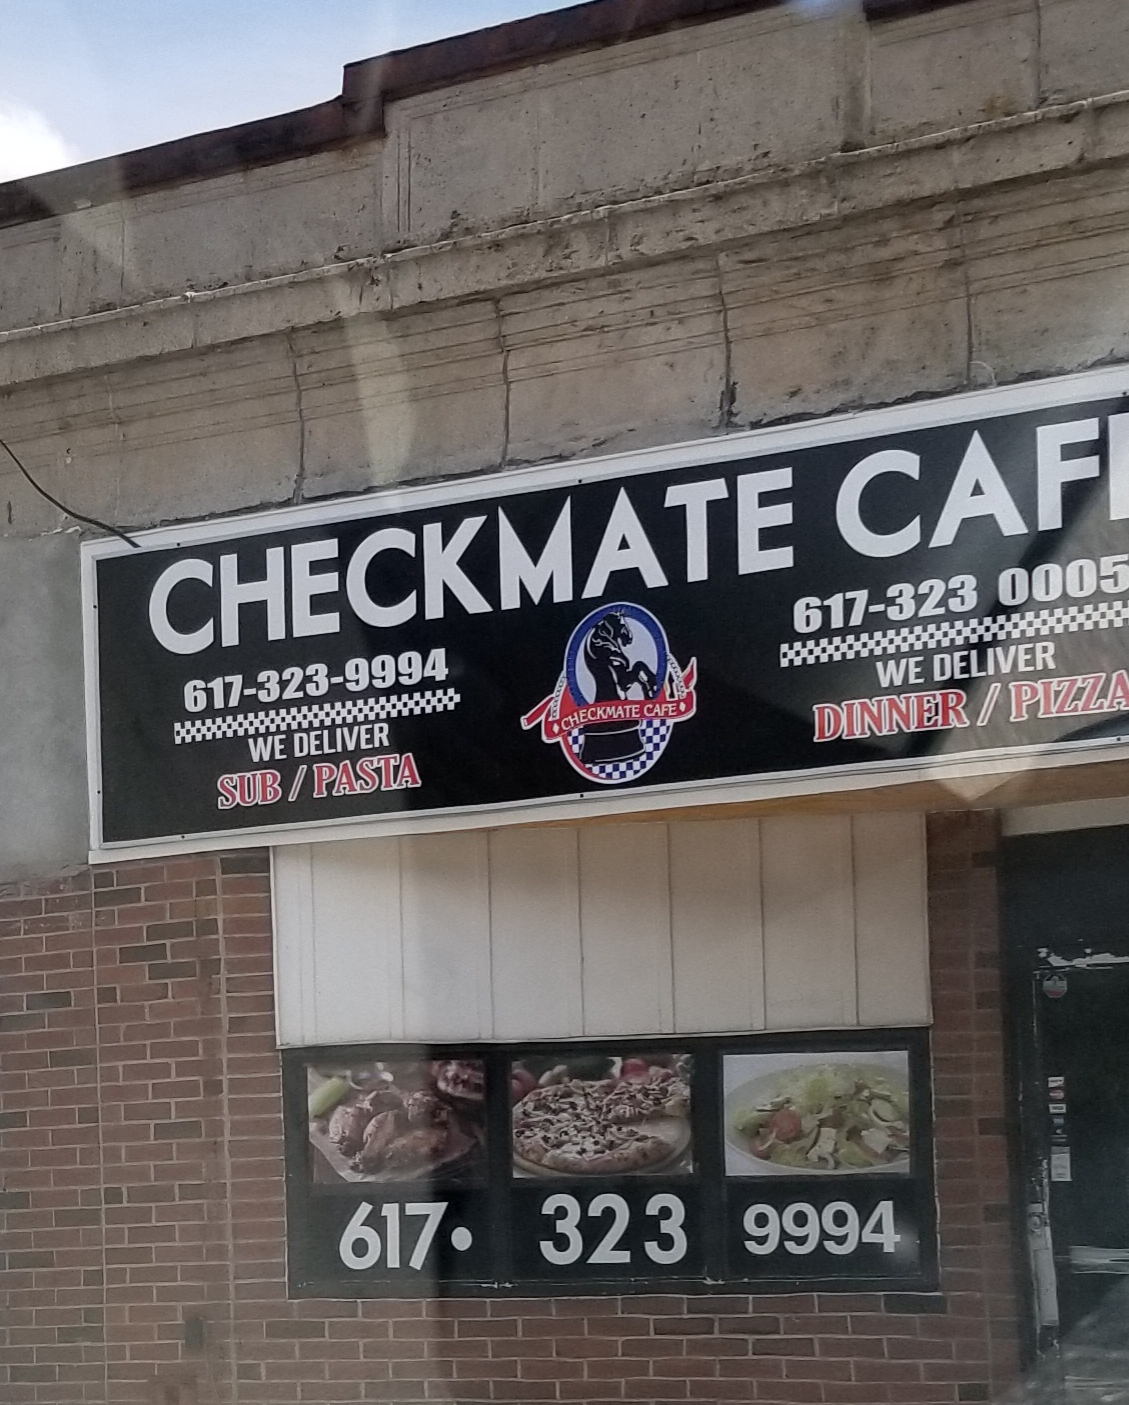 CHECKMATE CAFE
617-323-9994
WE DELIVER
SUB / PASTA
CHECKMATE CAFE
617-323 0005
WE DELIVER
DINNER / PIZZA
617• 323 9994